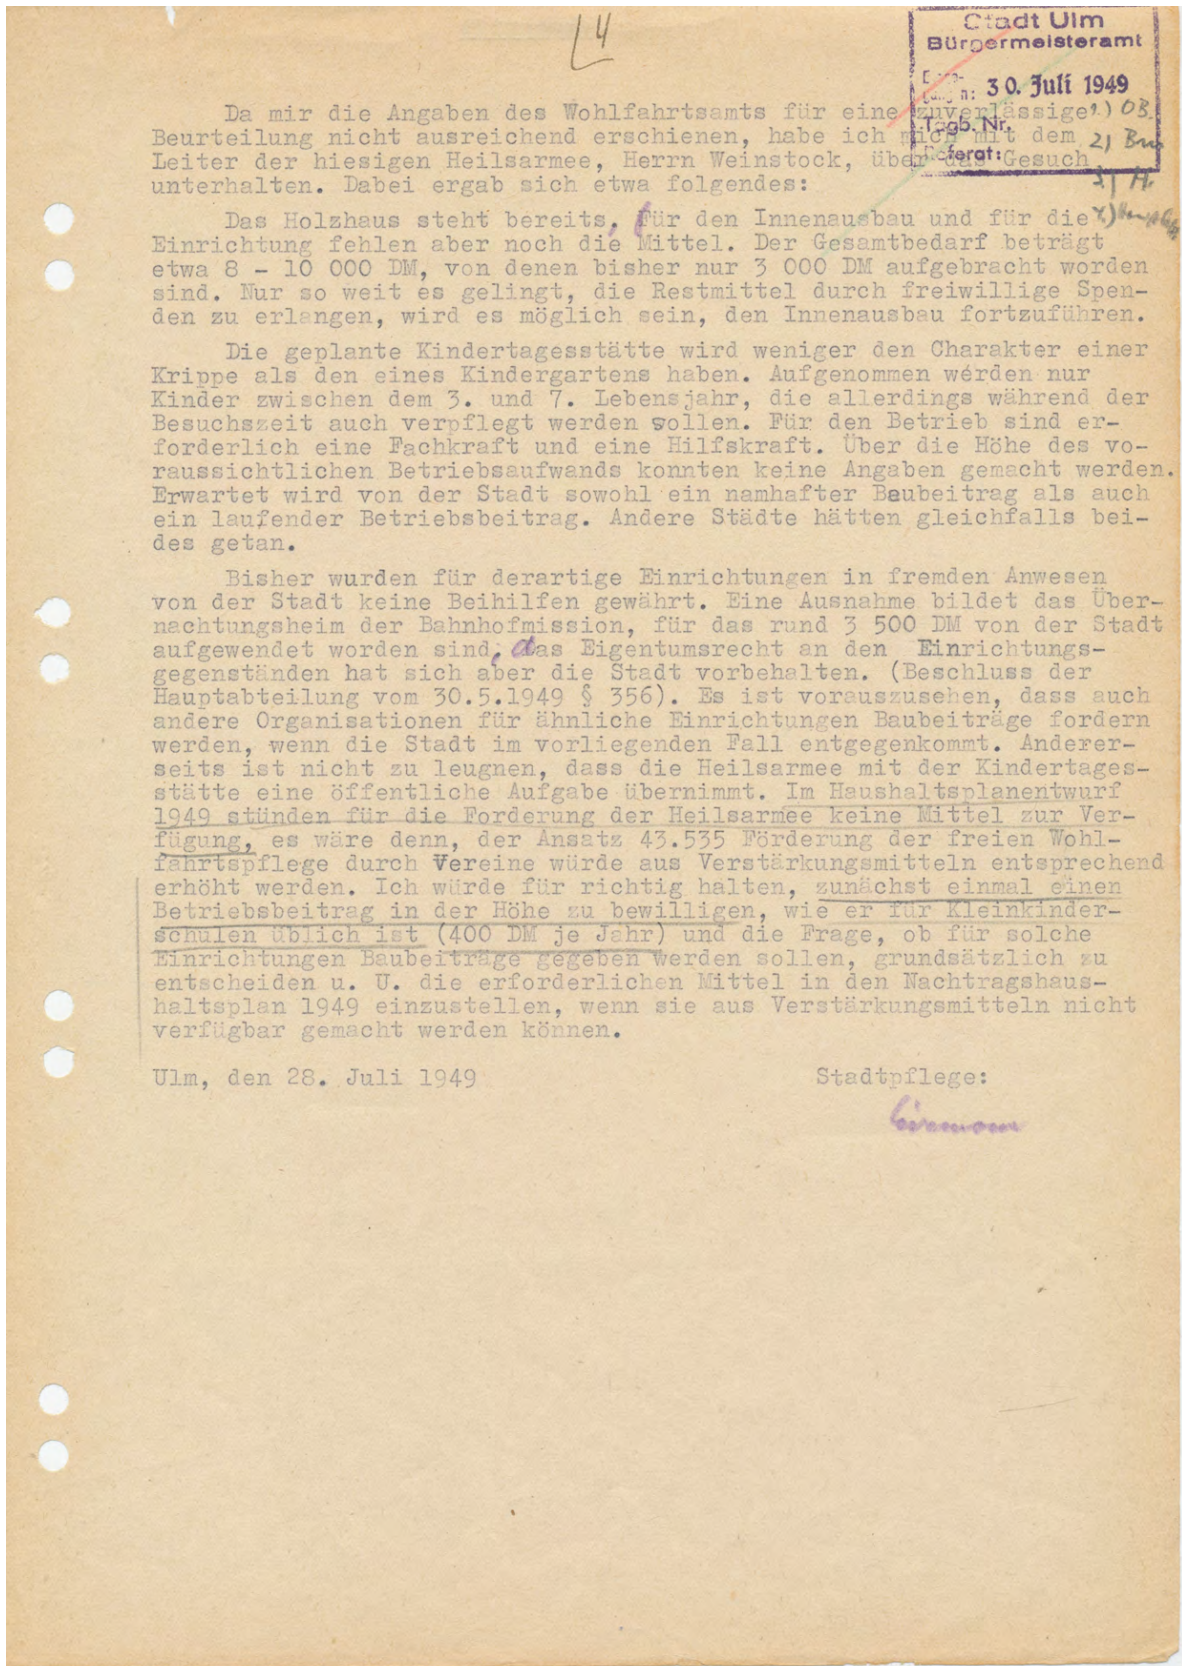 4
Stadt Ulm
Bürgermeisteramt
30. Juli 1949
Tagb. Nr.
Referat:
1.) OB.
2)
3.) H.
4.)
Da mir die Angaben des Wohlfahrtsamts für eine zuverlässige
Beurteilung nicht ausreichend erschienen, habe ich mich mit dem
Leiter der hiesigen Heilsarmee, Herrn Weinstock, über das Gesuch
unterhalten. Dabei ergab sich etwa folgendes:
Das Holzhaus steht bereits, für den Innenausbau und für die
Einrichtung fehlen aber noch die Mittel. Der Gesamtbedarf beträgt
etwa 8 - 10 000 DM, von denen bisher nur 3 000 DM aufgebracht worden
sind. Nur so weit es gelingt, die Restmittel durch freiwillige Spen-
den zu erlangen, wird es möglich sein, den Innenausbau fortzuführen.
Die geplante Kindertagesstätte wird weniger den Charakter einer
Krippe als den eines Kindergartens haben. Aufgenommen werden nur
Kinder zwischen dem 3. und 7. Lebensjahr, die allerdings während der
Besuchszeit auch verpflegt werden sollen. Für den Betrieb sind er-
forderlich eine Fachkraft und eine Hilfskraft. Über die Höhe des vo-
raussichtlichen Betriebsaufwands konnten keine Angaben gemacht werden.
Erwartet wird von der Stadt sowohl ein namhafter Baubeitrag als auch
ein laufender Betriebsbeitrag. Andere Städte hätten gleichfalls bei-
des getan.
Bisher wurden für derartige Einrichtungen in fremden Anwesen
von der Stadt keine Beihilfen gewährt. Eine Ausnahme bildet das Über-
nachtungsheim der Bahnhofmission, für das rund 3 500 DM von der Stadt
aufgewendet worden sind, das Eigentumsrecht an den Einrichtungs-
gegenständen hat sich aber die Stadt vorbehalten. (Beschluss der
Hauptabteilung vom 30.5.1949 § 356). Es ist vorauszusehen, dass auch
andere Organisationen für ähnliche Einrichtungen Baubeiträge fordern
werden, wenn die Stadt im vorliegenden Fall entgegenkommt. Anderer-
seits ist nicht zu leugnen, dass die Heilsarmee mit der Kindertages-
stätte eine öffentliche Aufgabe übernimmt. Im Haushaltsplanentwurf
1949 stünden für die Forderung der Heilsarmee keine Mittel zur Ver-
fügung, es wäre denn, der Ansatz 43.535 Förderung der freien Wohl-
fahrtspflege durch Vereine würde aus Verstärkungsmitteln entsprechend
erhöht werden. Ich würde für richtig halten, zunächst einmal einen
Betriebsbeitrag in der Höhe zu bewilligen, wie er für Kleinkinder-
schulen üblich ist (400 DM je Jahr) und die Frage, ob für solche
Einrichtungen Baubeiträge gegeben werden sollen, grundsätzlich zu
entscheiden u. U. die erforderlichen Mittel in den Nachtragshaus-
haltsplan 1949 einzustellen, wenn sie aus Verstärkungsmitteln nicht
verfügbar gemacht werden können.
Ulm, den 28. Juli 1949 Stadtpflege: